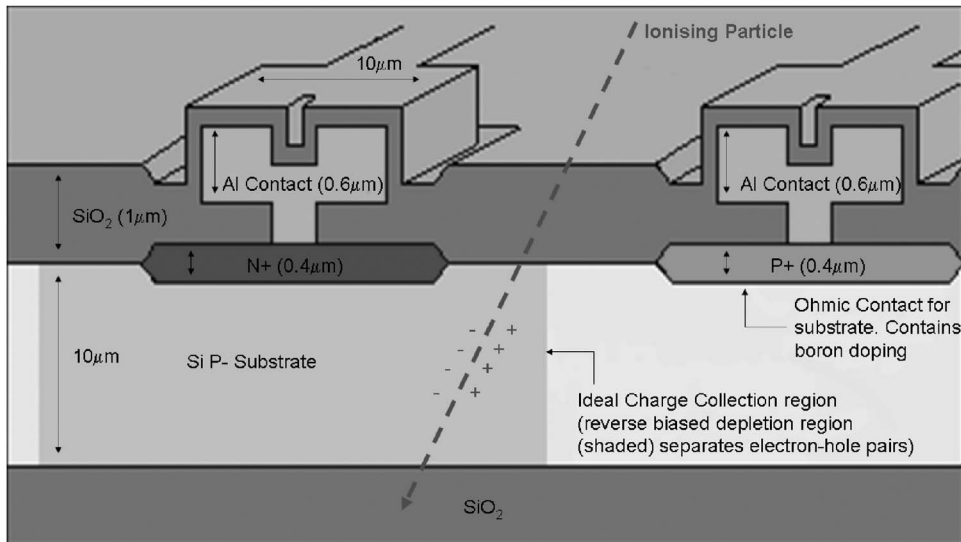 Ionising Particle
10μm
Al Contact (0.6μm)
Al Contact (0.6μm)
SiO₂ (1μm)
N+ (0.4μm)
P+ (0.4μm)
Ohmic Contact for
substrate. Contains
boron doping
10μm
Si P- Substrate
- +
- +
- +
- +
Ideal Charge Collection region
(reverse biased depletion region
(shaded) separates electron-hole pairs)
SiO₂